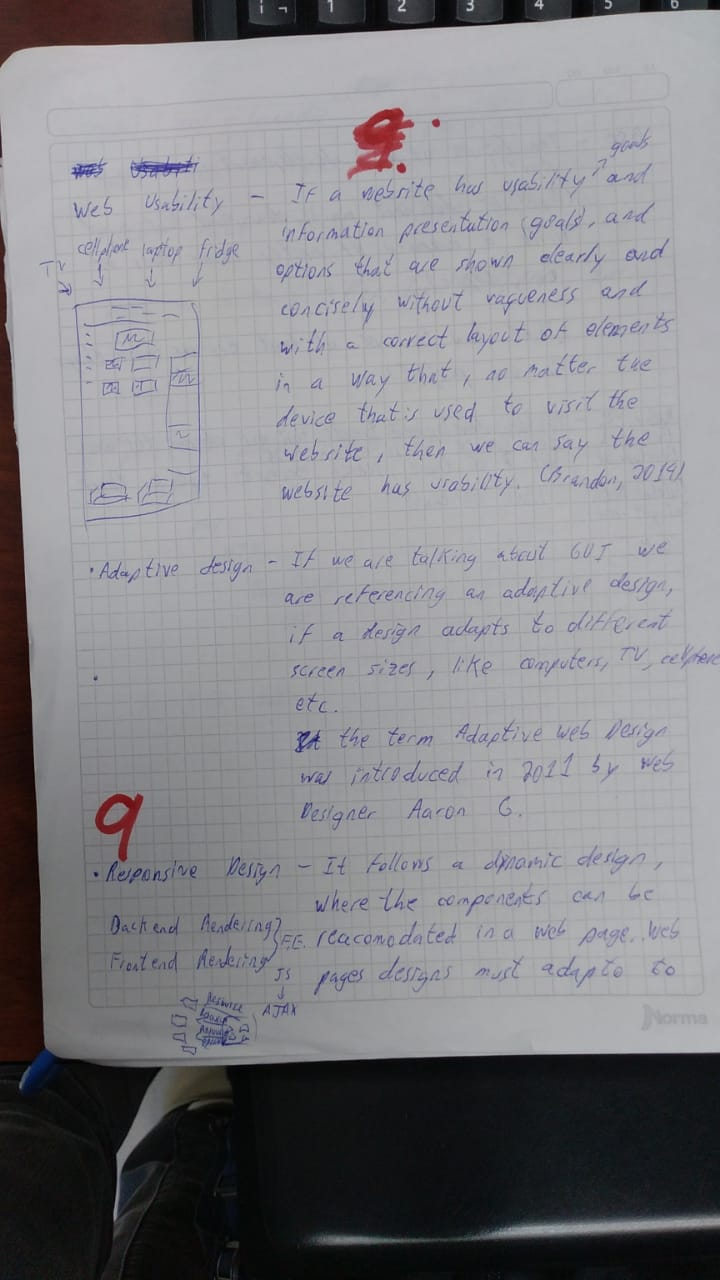 9.
Web Usability - If a website has usability goals and
information presentation (goals), and
cellphone laptop fridge
TV
options that are shown clearly and
concisely without vagueness and
with a correct layout of elements
in a way that, no matter the
device that is used to visit the
website, then we can say the
website has usability. (Brandon, 2014)
• Adaptive design - If we are talking about GUI we
are referencing an adaptive design,
if a design adapts to different
screen sizes, like computers, TV, cellphone
etc.
the term Adaptive Web Design
was introduced in 2011 by Web
Designer Aaron G.
9
• Responsive Design - It follows a dynamic design,
where the components can be
Backend Rendering
Frontend Rendering
F.E. reacomodated in a web page. Web
JS pages designs must adapto to
AJAX
Norma